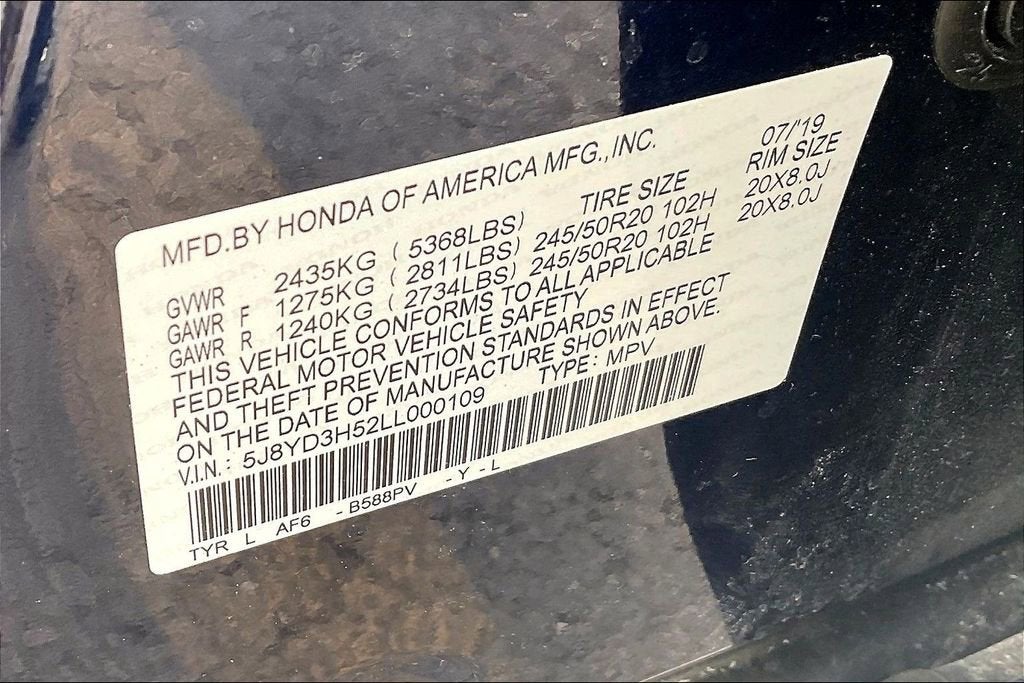 MFD.BY HONDA OF AMERICA MFG.,INC. 07/'19
TIRE SIZE RIM SIZE
GVWR 2435KG ( 5368LBS)
GAWR F 1275KG ( 2811LBS) 245/50R20 102H 20X8.0J
GAWR R 1240KG ( 2734LBS) 245/50R20 102H 20X8.0J
THIS VEHICLE CONFORMS TO ALL APPLICABLE
FEDERAL MOTOR VEHICLE SAFETY
AND THEFT PREVENTION STANDARDS IN EFFECT
ON THE DATE OF MANUFACTURE SHOWN ABOVE.
V.I.N.: 5J8YD3H52LL000109 TYPE: MPV
TYR L AF6 - B588PV - Y - L